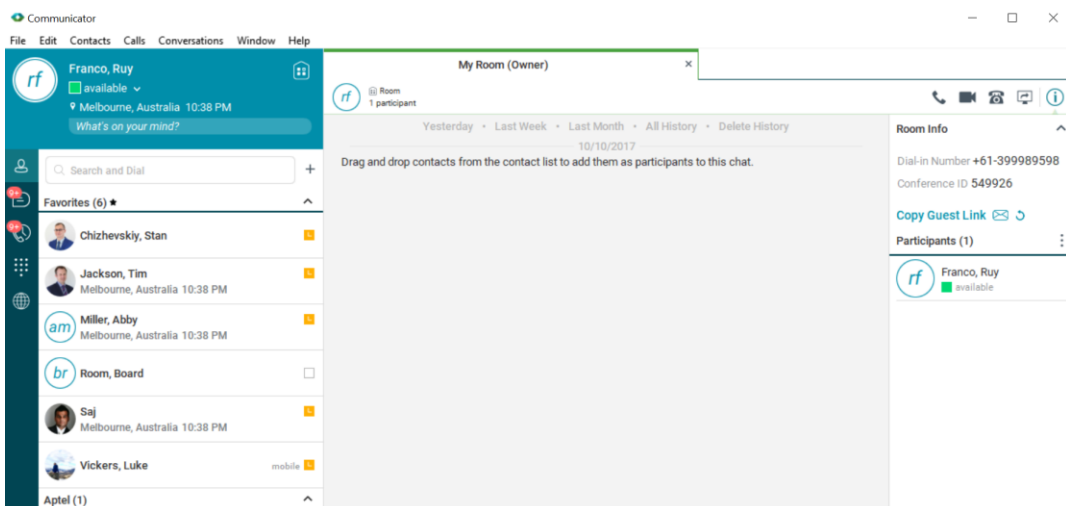 Communicator
File Edit Contacts Calls Conversations Window Help
rf
Franco, Ruy
available
Melbourne, Australia 10:38 PM
What's on your mind?
Search and Dial
9+
9+
Favorites (6)
Chizhevskiy, Stan
Jackson, Tim
Melbourne, Australia 10:38 PM
am
Miller, Abby
Melbourne, Australia 10:38 PM
br
Room, Board
Saj
Melbourne, Australia 10:38 PM
Vickers, Luke
mobile
Aptel (1)
My Room (Owner)
rf
Room
1 participant
Yesterday • Last Week • Last Month • All History • Delete History
10/10/2017
Drag and drop contacts from the contact list to add them as participants to this chat.
Room Info
Dial-in Number +61-399989598
Conference ID 549926
Copy Guest Link
Participants (1)
rf
Franco, Ruy
available